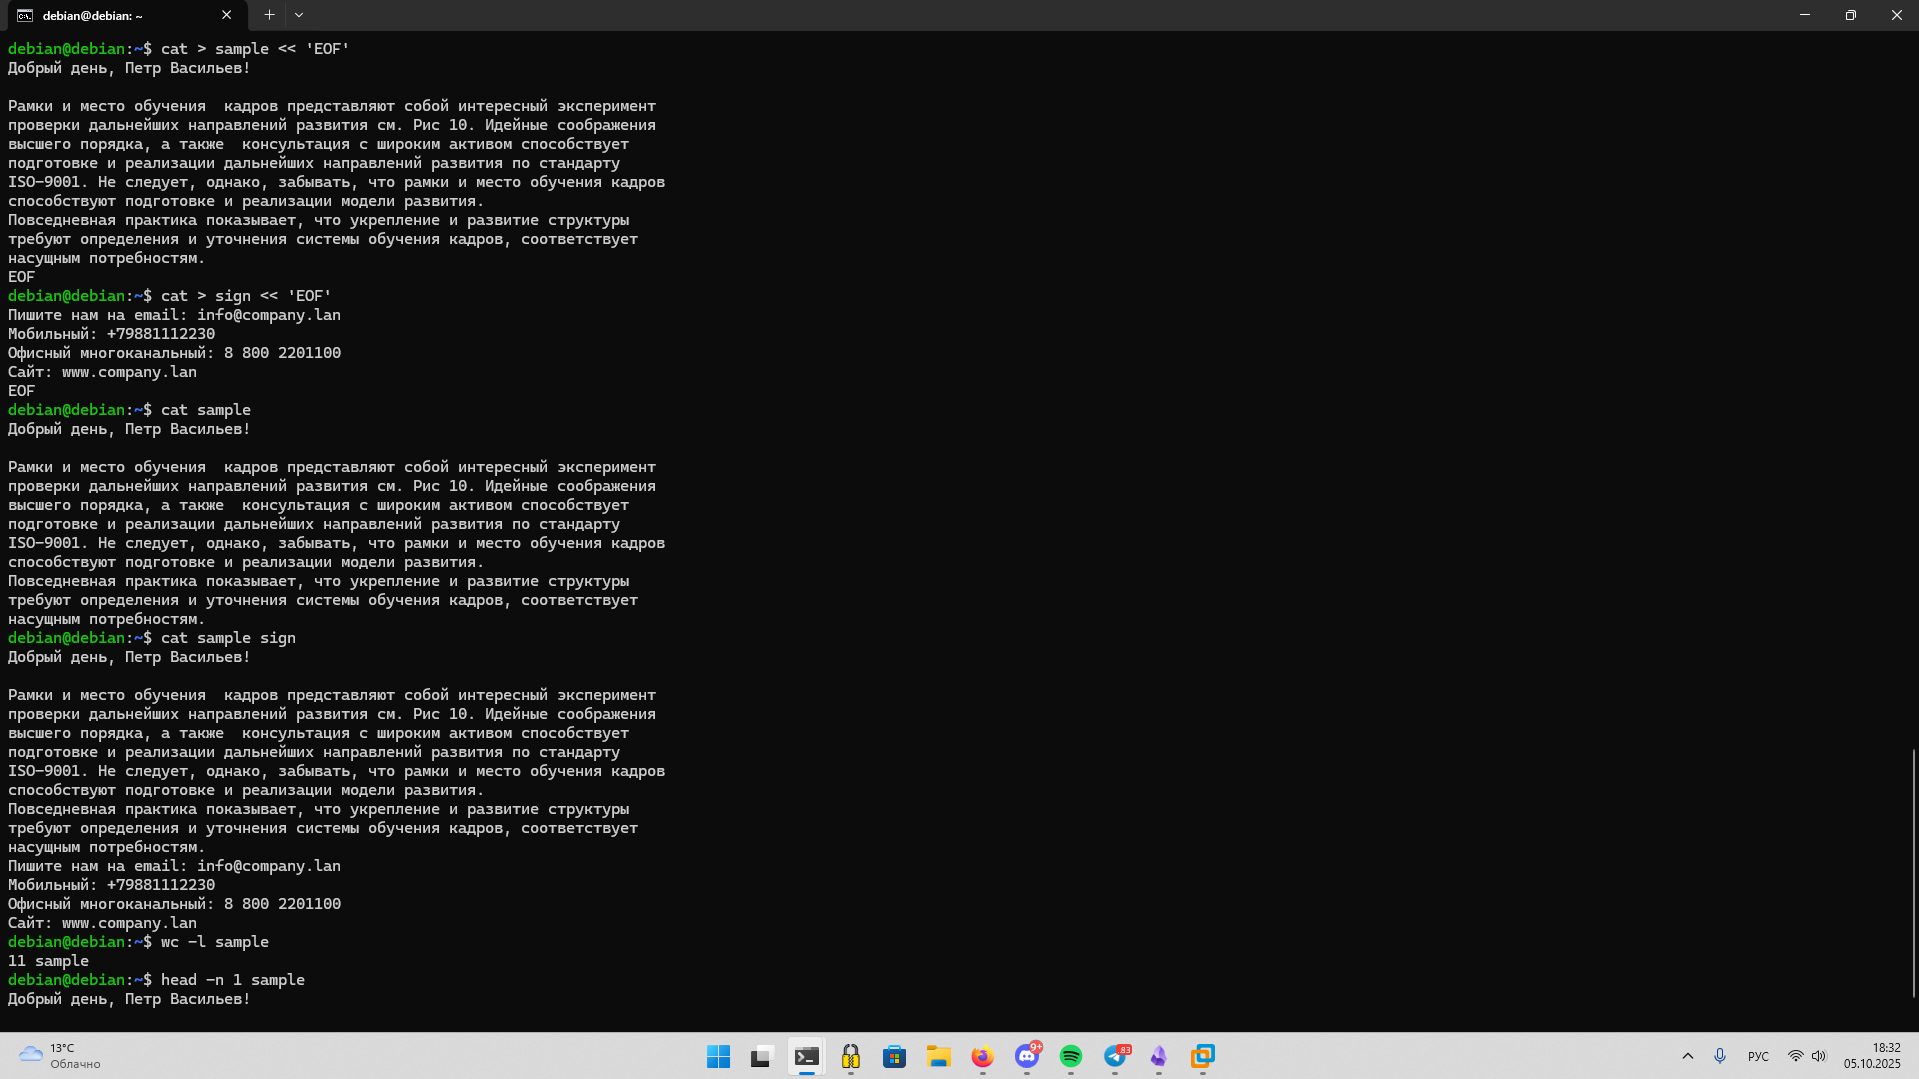 debian@debian: ~
debian@debian:~$ cat > sample << 'EOF'
Добрый день, Петр Васильев!

Рамки и место обучения  кадров представляют собой интересный эксперимент
проверки дальнейших направлений развития см. Рис 10. Идейные соображения
высшего порядка, а также  консультация с широким активом способствует
подготовке и реализации дальнейших направлений развития по стандарту
ISO-9001. Не следует, однако, забывать, что рамки и место обучения кадров
способствуют подготовке и реализации модели развития.
Повседневная практика показывает, что укрепление и развитие структуры
требуют определения и уточнения системы обучения кадров, соответствует
насущным потребностям.
EOF
debian@debian:~$ cat > sign << 'EOF'
Пишите нам на email: info@company.lan
Мобильный: +79881112230
Офисный многоканальный: 8 800 2201100
Сайт: www.company.lan
EOF
debian@debian:~$ cat sample
Добрый день, Петр Васильев!

Рамки и место обучения  кадров представляют собой интересный эксперимент
проверки дальнейших направлений развития см. Рис 10. Идейные соображения
высшего порядка, а также  консультация с широким активом способствует
подготовке и реализации дальнейших направлений развития по стандарту
ISO-9001. Не следует, однако, забывать, что рамки и место обучения кадров
способствуют подготовке и реализации модели развития.
Повседневная практика показывает, что укрепление и развитие структуры
требуют определения и уточнения системы обучения кадров, соответствует
насущным потребностям.
debian@debian:~$ cat sample sign
Добрый день, Петр Васильев!

Рамки и место обучения  кадров представляют собой интересный эксперимент
проверки дальнейших направлений развития см. Рис 10. Идейные соображения
высшего порядка, а также  консультация с широким активом способствует
подготовке и реализации дальнейших направлений развития по стандарту
ISO-9001. Не следует, однако, забывать, что рамки и место обучения кадров
способствуют подготовке и реализации модели развития.
Повседневная практика показывает, что укрепление и развитие структуры
требуют определения и уточнения системы обучения кадров, соответствует
насущным потребностям.
Пишите нам на email: info@company.lan
Мобильный: +79881112230
Офисный многоканальный: 8 800 2201100
Сайт: www.company.lan
debian@debian:~$ wc -l sample
11 sample
debian@debian:~$ head -n 1 sample
Добрый день, Петр Васильев!
13°C
Облачно
9+
83
РУС
18:32
05.10.2025